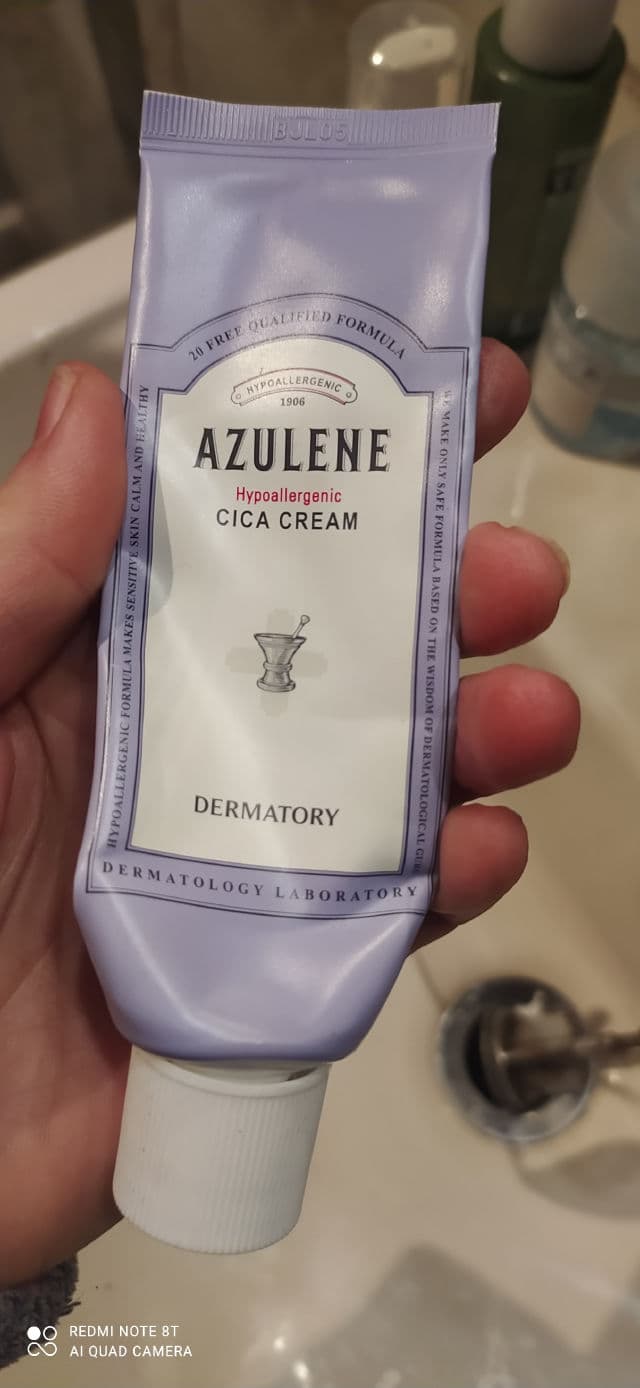 BJL05
20 FREE QUALIFIED FORMULA
HYPOALLERGENIC
1906
AZULENE
Hypoallergenic
CICA CREAM
DERMATORY
DERMATOLOGY LABORATORY
HYPOALLERGENIC FORMULA MAKES SENSITIVE SKIN CALM AND HEALTHY
WE MAKE ONLY SAFE FORMULA BASED ON THE WISDOM OF DERMATOLOGICAL
REDMI NOTE 8T
AI QUAD CAMERA